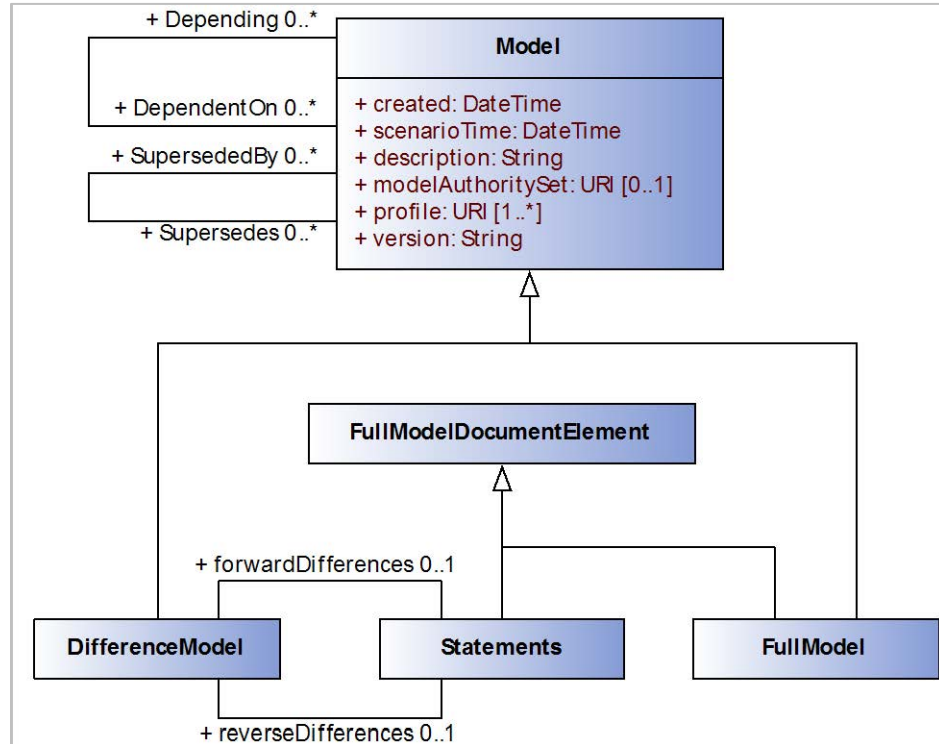 + Depending 0..*
Model
+ DependentOn 0..*
+ SupersededBy 0..*
+ Supersedes 0..*
+ created: DateTime
+ scenarioTime: DateTime
+ description: String
+ modelAuthoritySet: URI [0..1]
+ profile: URI [1..*]
+ version: String
FullModelDocumentElement
+ forwardDifferences 0..1
DifferenceModel
Statements
FullModel
+ reverseDifferences 0..1